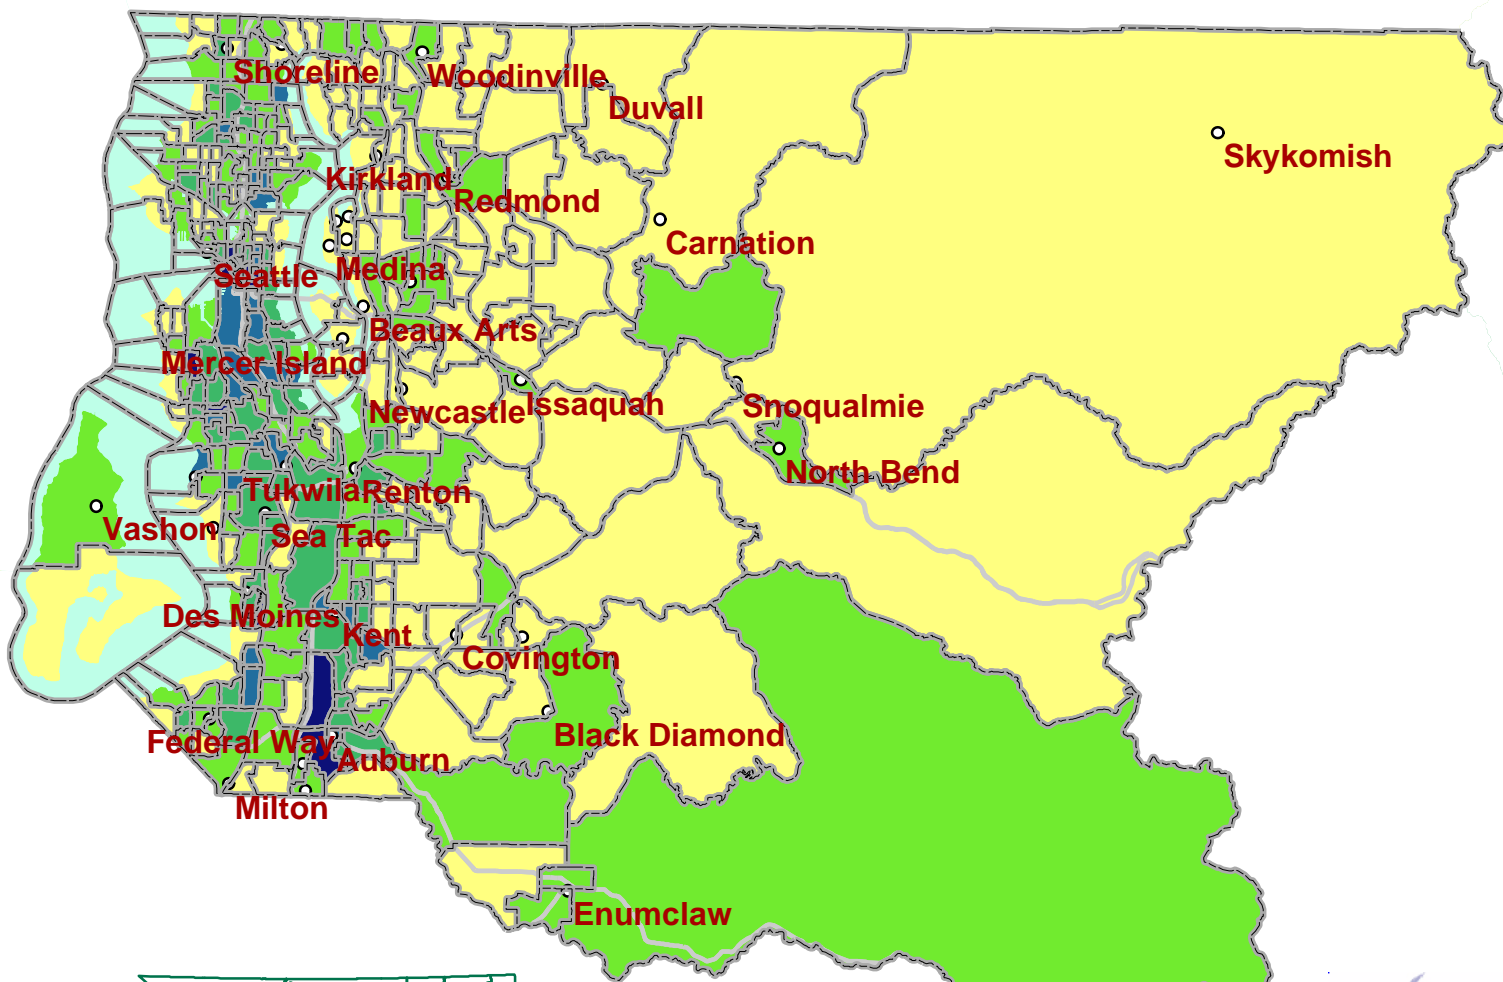 Shoreline
Woodinville
Duvall
Skykomish
Kirkland
Redmond
Carnation
Seattle
Medina
Beaux Arts
Mercer Island
Newcastle
Issaquah
Snoqualmie
North Bend
Tukwila
Renton
Vashon
Sea Tac
Des Moines
Kent
Covington
Federal Way
Black Diamond
Auburn
Milton
Enumclaw